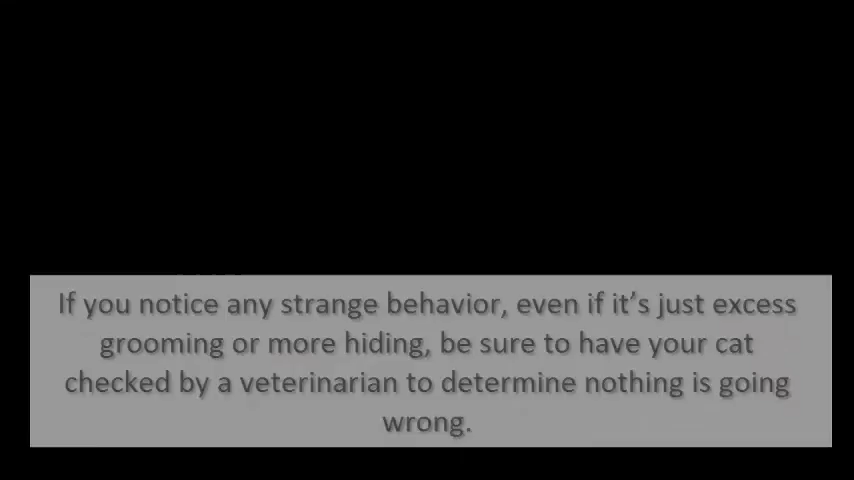 If you notice any strange behavior, even if it’s just excess
grooming or more hiding, be sure to have your cat
checked by a veterinarian to determine nothing is going
wrong.